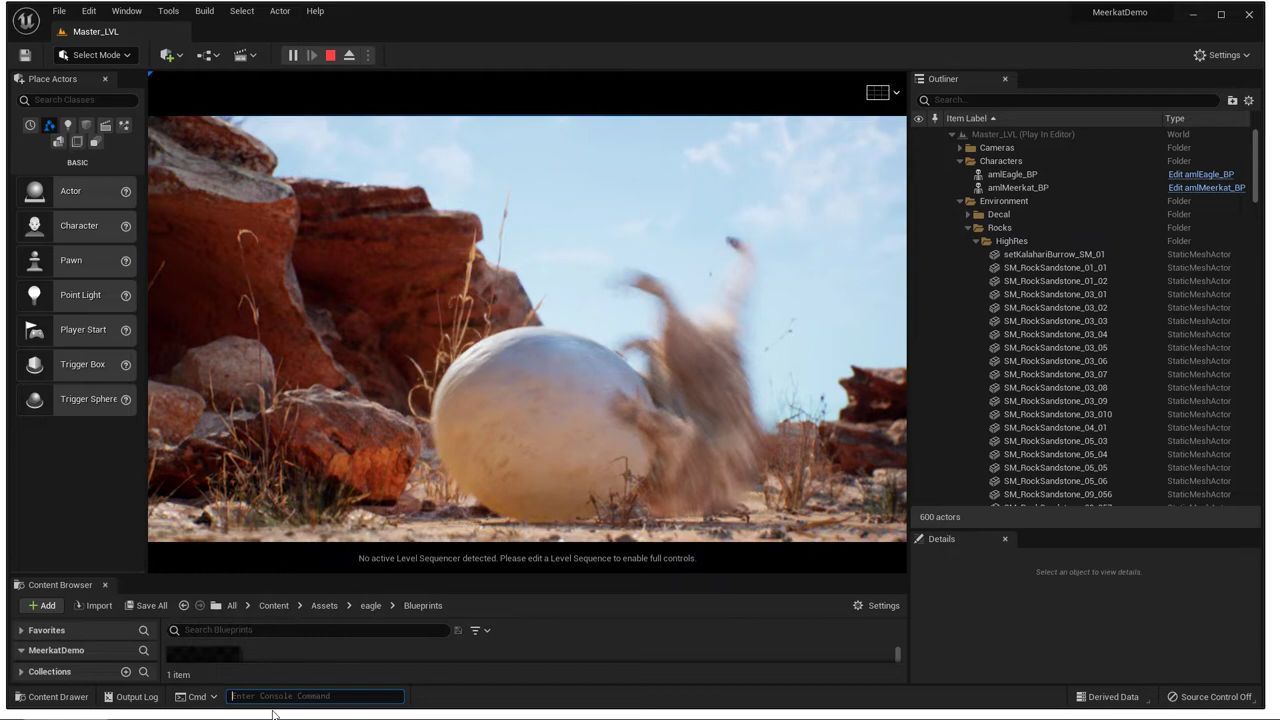 File Edit Window Tools Build Select Actor Help
MeerkatDemo
Master_LVL
Select Mode
Settings
Place Actors
Search Classes
BASIC
Actor
Character
Pawn
Point Light
Player Start
Trigger Box
Trigger Sphere
No active Level Sequencer detected. Please edit a Level Sequence to enable full controls.
Outliner
Search...
Item Label Type
Master_LVL (Play In Editor) World
Cameras Folder
Characters Folder
amlEagle_BP Edit amlEagle_BP
amlMeerkat_BP Edit amlMeerkat_BP
Environment Folder
Decal Folder
Rocks Folder
HighRes Folder
setKalahariBurrow_SM_01 StaticMeshActor
SM_RockSandstone_01_01 StaticMeshActor
SM_RockSandstone_01_02 StaticMeshActor
SM_RockSandstone_03_01 StaticMeshActor
SM_RockSandstone_03_02 StaticMeshActor
SM_RockSandstone_03_03 StaticMeshActor
SM_RockSandstone_03_04 StaticMeshActor
SM_RockSandstone_03_05 StaticMeshActor
SM_RockSandstone_03_06 StaticMeshActor
SM_RockSandstone_03_07 StaticMeshActor
SM_RockSandstone_03_08 StaticMeshActor
SM_RockSandstone_03_09 StaticMeshActor
SM_RockSandstone_03_010 StaticMeshActor
SM_RockSandstone_04_01 StaticMeshActor
SM_RockSandstone_05_03 StaticMeshActor
SM_RockSandstone_05_04 StaticMeshActor
SM_RockSandstone_05_05 StaticMeshActor
SM_RockSandstone_05_06 StaticMeshActor
SM_RockSandstone_09_056 StaticMeshActor
600 actors
Details
Select an object to view details.
Content Browser
Add Import Save All All Content Assets eagle Blueprints Settings
Favorites
Search Blueprints
MeerkatDemo
Collections
1 item
Content Drawer Output Log Cmd Enter Console Command Derived Data Source Control Off